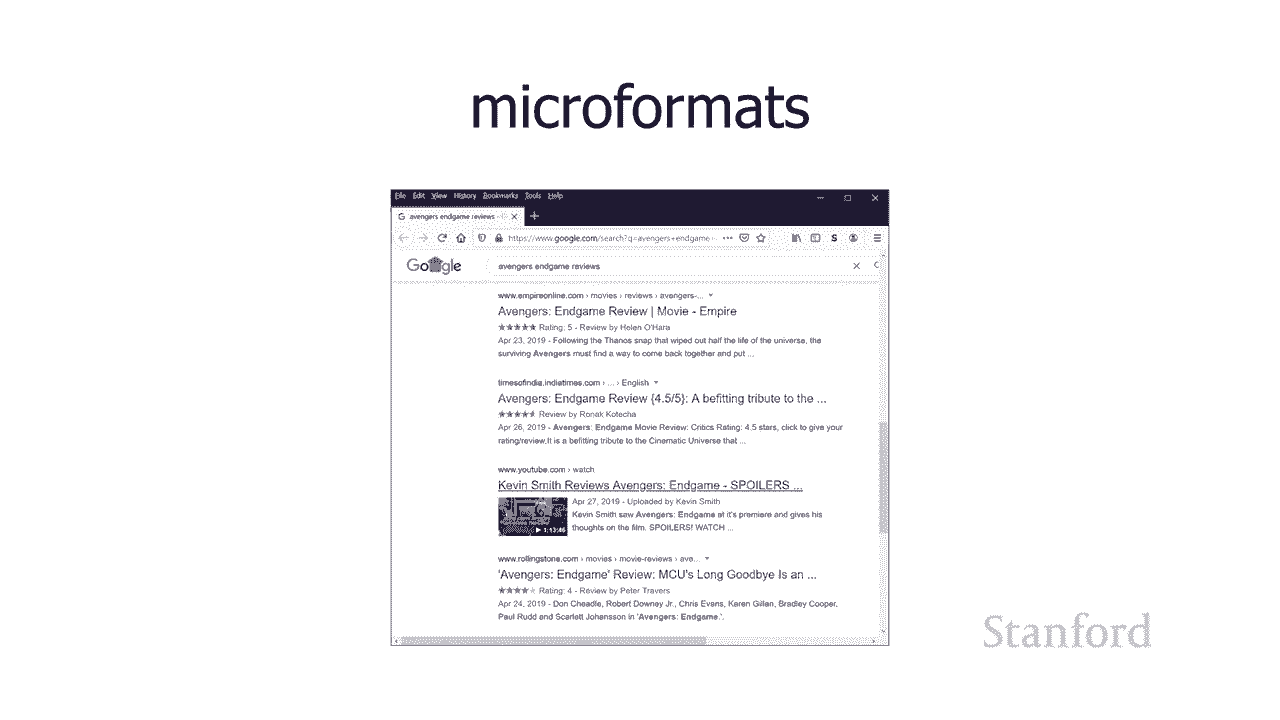 microformats
File Edit View History Bookmarks Tools Help
avengers endgame reviews
https://www.google.com/search?q=avengers+endgame
Google
avengers endgame reviews
www.empireonline.com › movies › reviews › avengers-...
Avengers: Endgame Review | Movie - Empire
Rating: 5 - Review by Helen O'Hara
Apr 23, 2019 - Following the Thanos snap that wiped out half the life of the universe, the
surviving Avengers must find a way to come back together and put ...
timesofindia.indiatimes.com › ... › English
Avengers: Endgame Review {4.5/5}: A befitting tribute to the ...
Review by Ronak Kotecha
Apr 26, 2019 - Avengers: Endgame Movie Review: Critics Rating: 4.5 stars, click to give your
rating/review,It is a befitting tribute to the Cinematic Universe that ...
www.youtube.com › watch
Kevin Smith Reviews Avengers: Endgame - SPOILERS ...
Apr 27, 2019 - Uploaded by Kevin Smith
Kevin Smith saw Avengers: Endgame at it's premiere and gives his
thoughts on the film. SPOILERS! WATCH ...
1:13:46
www.rollingstone.com › movies › movie-reviews › ave...
'Avengers: Endgame' Review: MCU's Long Goodbye Is an ...
Rating: 4 - Review by Peter Travers
Apr 24, 2019 - Don Cheadle, Robert Downey Jr., Chris Evans, Karen Gillan, Bradley Cooper,
Paul Rudd and Scarlett Johansson in 'Avengers: Endgame.'.
Stanford